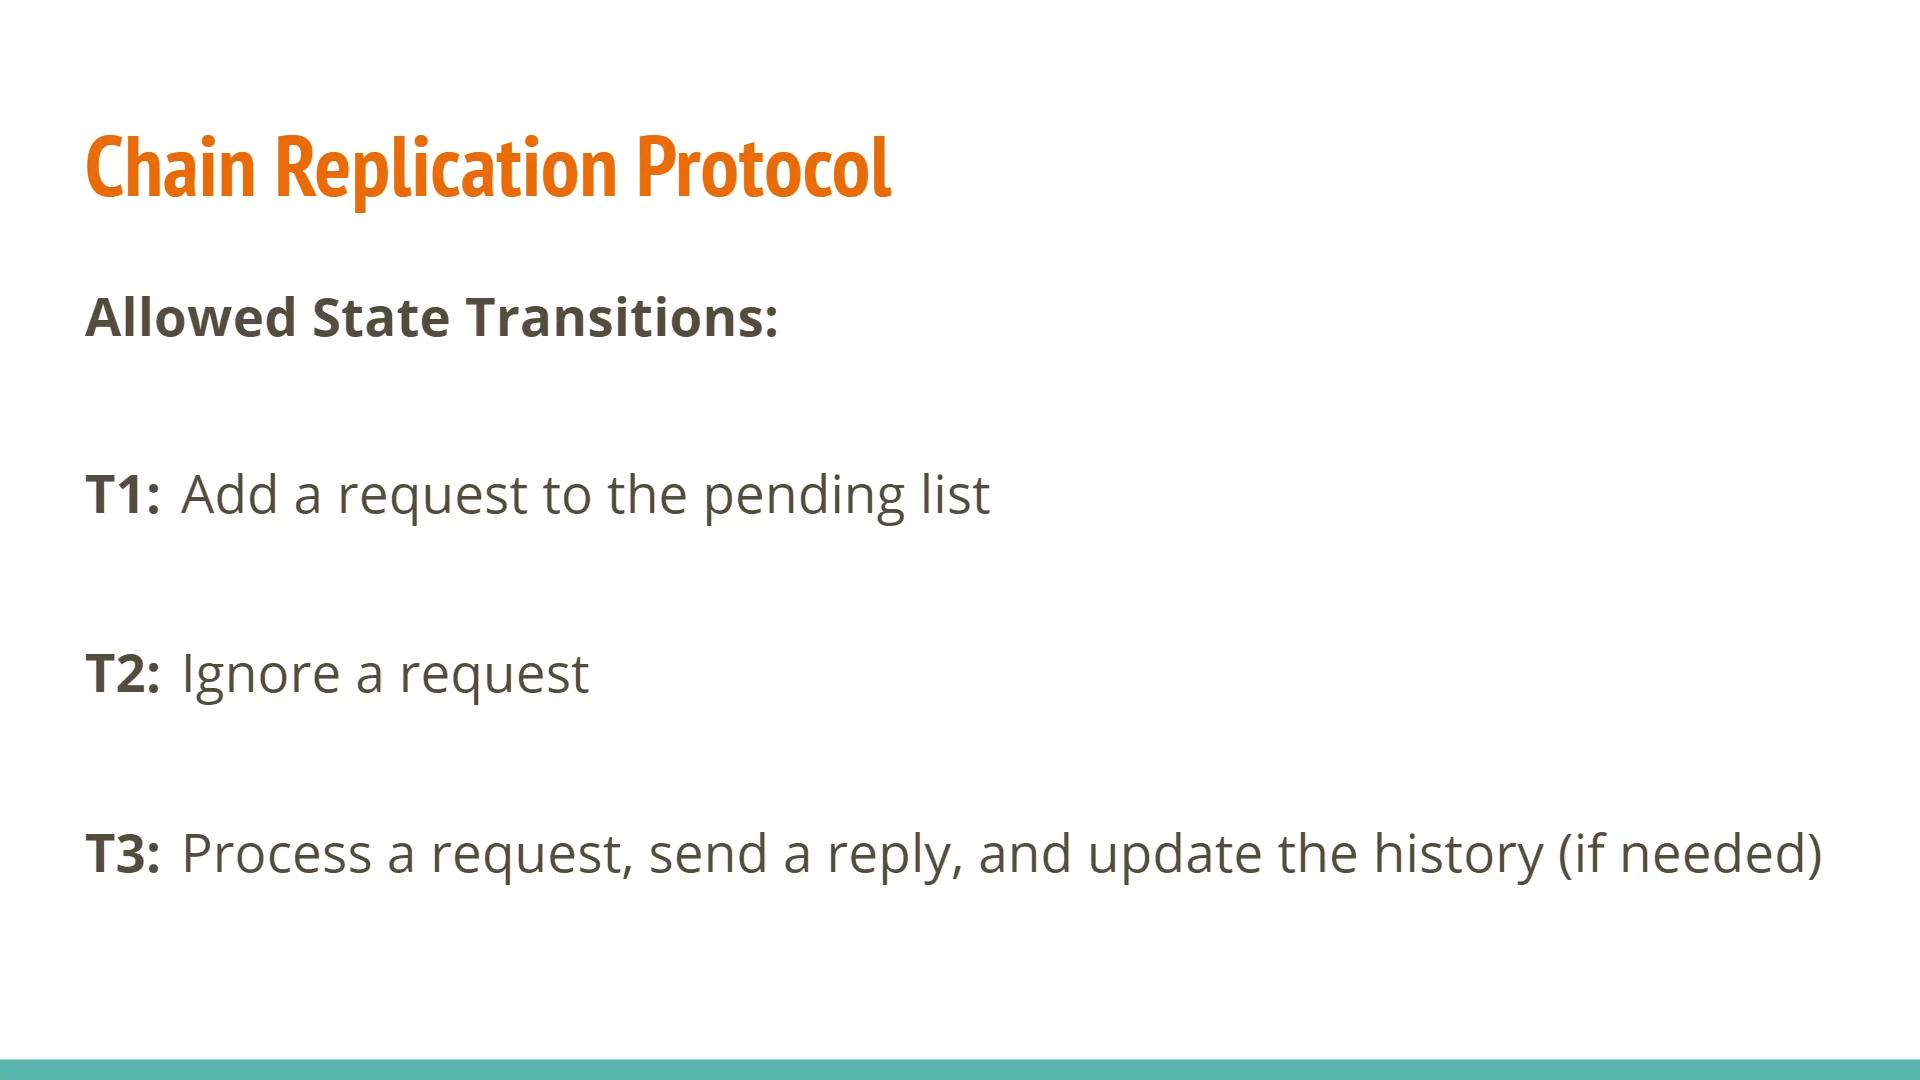 Chain Replication Protocol
Allowed State Transitions:
T1: Add a request to the pending list
T2: Ignore a request
T3: Process a request, send a reply, and update the history (if needed)